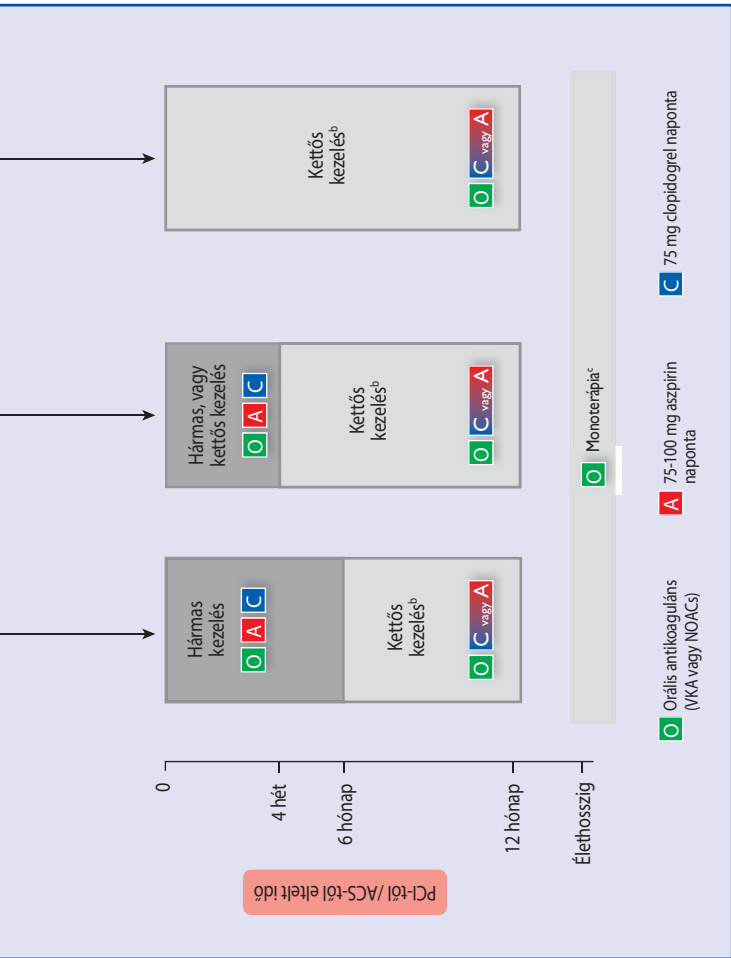 PCI-től /ACS-től eltelt idő
0
4 hét
6 hónap
12 hónap
Élethosszig
Hármas
kezelés
O A C
Kettős
kezelésᵇ
O C vagy A
Hármas, vagy
kettős kezelés
O A C
Kettős
kezelésᵇ
O C vagy A
Kettős
kezelésᵇ
O C vagy A
O Monoterápiaᶜ
O Orális antikoaguláns
(VKA vagy NOACs)
A 75-100 mg aszpirin
naponta
C 75 mg clopidogrel naponta